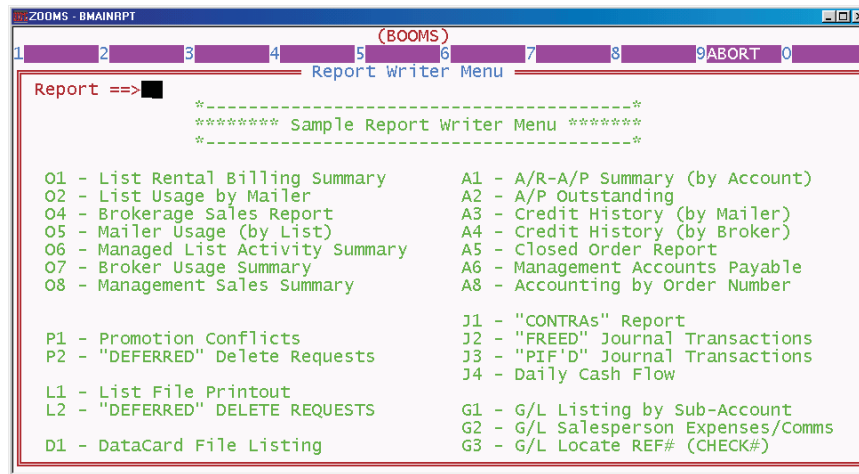 ZOOMS - BMAINRPT
(BOOMS)
1 2 3 4 5 6 7 8 9ABORT 0
Report Writer Menu
Report ==>
*----------------------------------------*
******** Sample Report Writer Menu *******
*----------------------------------------*
O1 - List Rental Billing Summary
O2 - List Usage by Mailer
O4 - Brokerage Sales Report
O5 - Mailer Usage (by List)
O6 - Managed List Activity Summary
O7 - Broker Usage Summary
O8 - Management Sales Summary
P1 - Promotion Conflicts
P2 - "DEFERRED" Delete Requests
L1 - List File Printout
L2 - "DEFERRED" DELETE REQUESTS
D1 - DataCard File Listing
A1 - A/R-A/P Summary (by Account)
A2 - A/P Outstanding
A3 - Credit History (by Mailer)
A4 - Credit History (by Broker)
A5 - Closed Order Report
A6 - Management Accounts Payable
A8 - Accounting by Order Number
J1 - "CONTRAs" Report
J2 - "FREED" Journal Transactions
J3 - "PIF'D" Journal Transactions
J4 - Daily Cash Flow
G1 - G/L Listing by Sub-Account
G2 - G/L Salesperson Expenses/Comms
G3 - G/L Locate REF# (CHECK#)